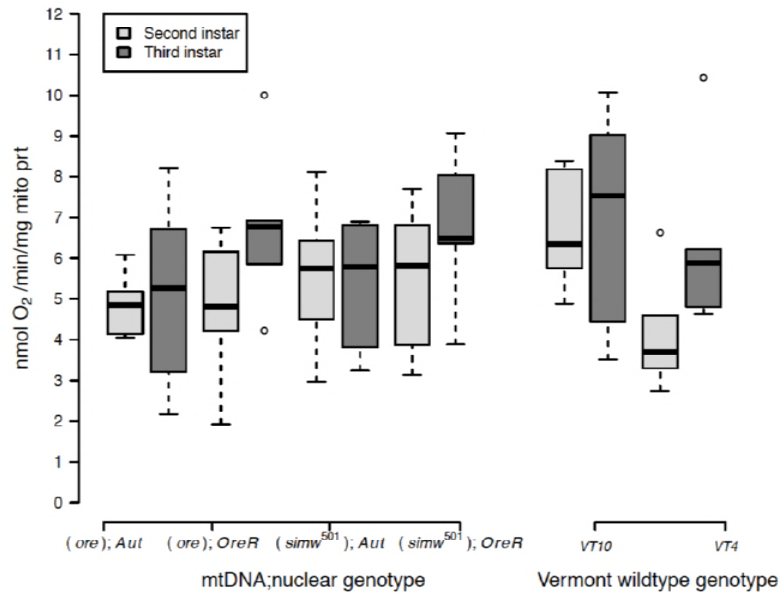 12
11
10
9
8
7
6
5
4
3
2
1
0
nmol O₂ /min/mg mito prt
Second instar
Third instar
(ore); Aut
(ore); OreR
(simw⁵⁰¹); Aut
(simw⁵⁰¹); OreR
VT10
VT4
mtDNA;nuclear genotype
Vermont wildtype genotype